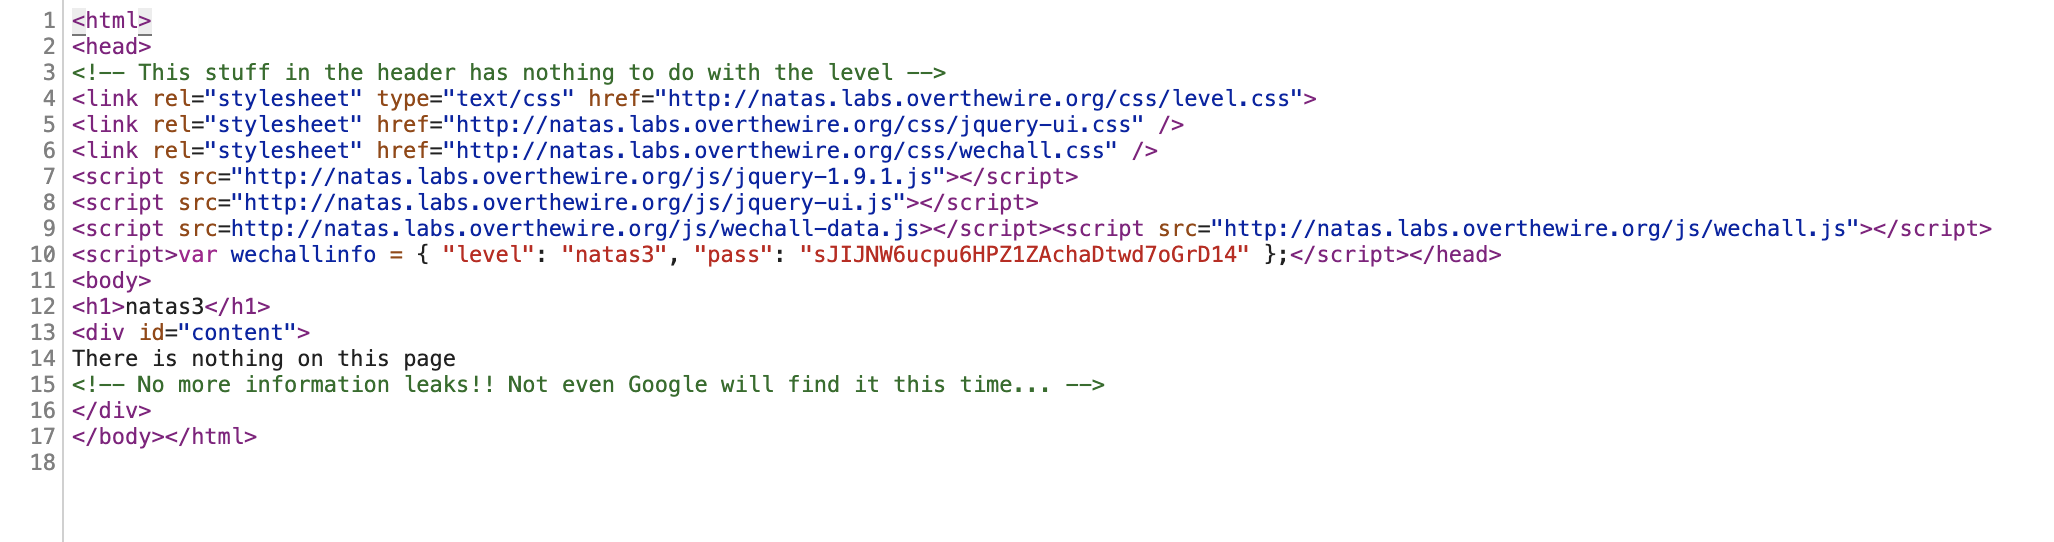 1 <html>
2 <head>
3 <!-- This stuff in the header has nothing to do with the level -->
4 <link rel="stylesheet" type="text/css" href="http://natas.labs.overthewire.org/css/level.css">
5 <link rel="stylesheet" href="http://natas.labs.overthewire.org/css/jquery-ui.css" />
6 <link rel="stylesheet" href="http://natas.labs.overthewire.org/css/wechall.css" />
7 <script src="http://natas.labs.overthewire.org/js/jquery-1.9.1.js"></script>
8 <script src="http://natas.labs.overthewire.org/js/jquery-ui.js"></script>
9 <script src=http://natas.labs.overthewire.org/js/wechall-data.js></script><script src="http://natas.labs.overthewire.org/js/wechall.js"></script>
10 <script>var wechallinfo = { "level": "natas3", "pass": "sJIJNW6ucpu6HPZ1ZAchaDtwd7oGrD14" };</script></head>
11 <body>
12 <h1>natas3</h1>
13 <div id="content">
14 There is nothing on this page
15 <!-- No more information leaks!! Not even Google will find it this time... -->
16 </div>
17 </body></html>
18